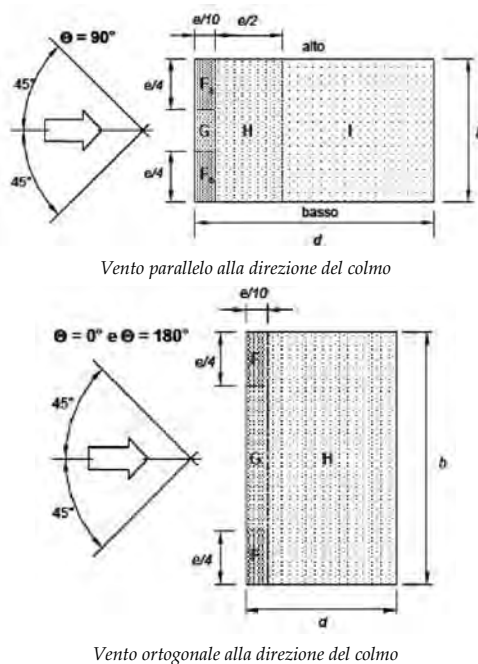 e/10 e/2
Θ = 90°
alto
45°
e/4
F
G H I
45°
e/4
F
basso
d
Vento parallelo alla direzione del colmo
e/10
Θ = 0° e Θ = 180°
e/4
F
45°
G H
b
45°
e/4
F
d
Vento ortogonale alla direzione del colmo